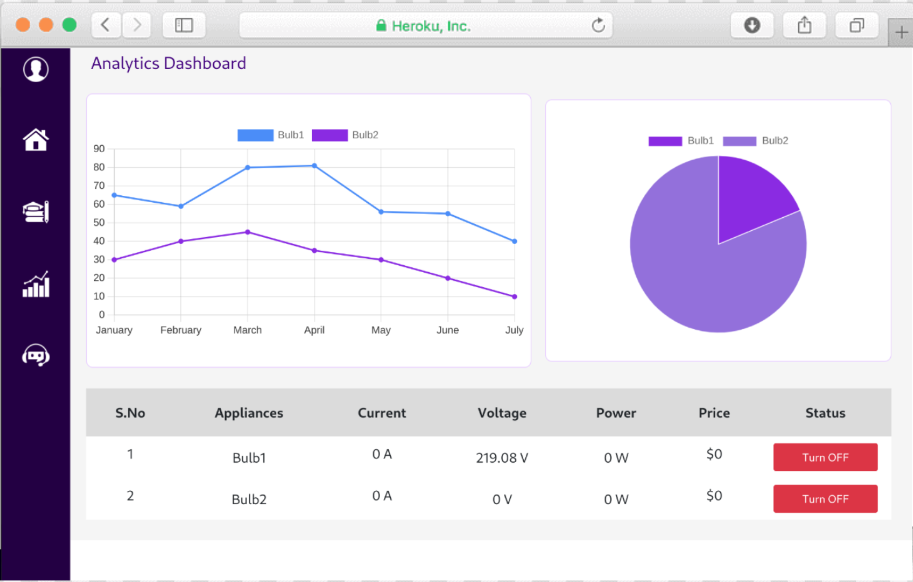 Heroku, Inc.
Analytics Dashboard
Bulb1 Bulb2
90
80
70
60
50
40
30
20
10
0
January February March April May June July
Bulb1 Bulb2
S.No Appliances Current Voltage Power Price Status
1 Bulb1 0 A 219.08 V 0 W $0 Turn OFF
2 Bulb2 0 A 0 V 0 W $0 Turn OFF